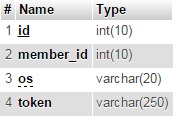 # Name Type
1 id int(10)
2 member_id int(10)
3 os varchar(20)
4 token varchar(250)